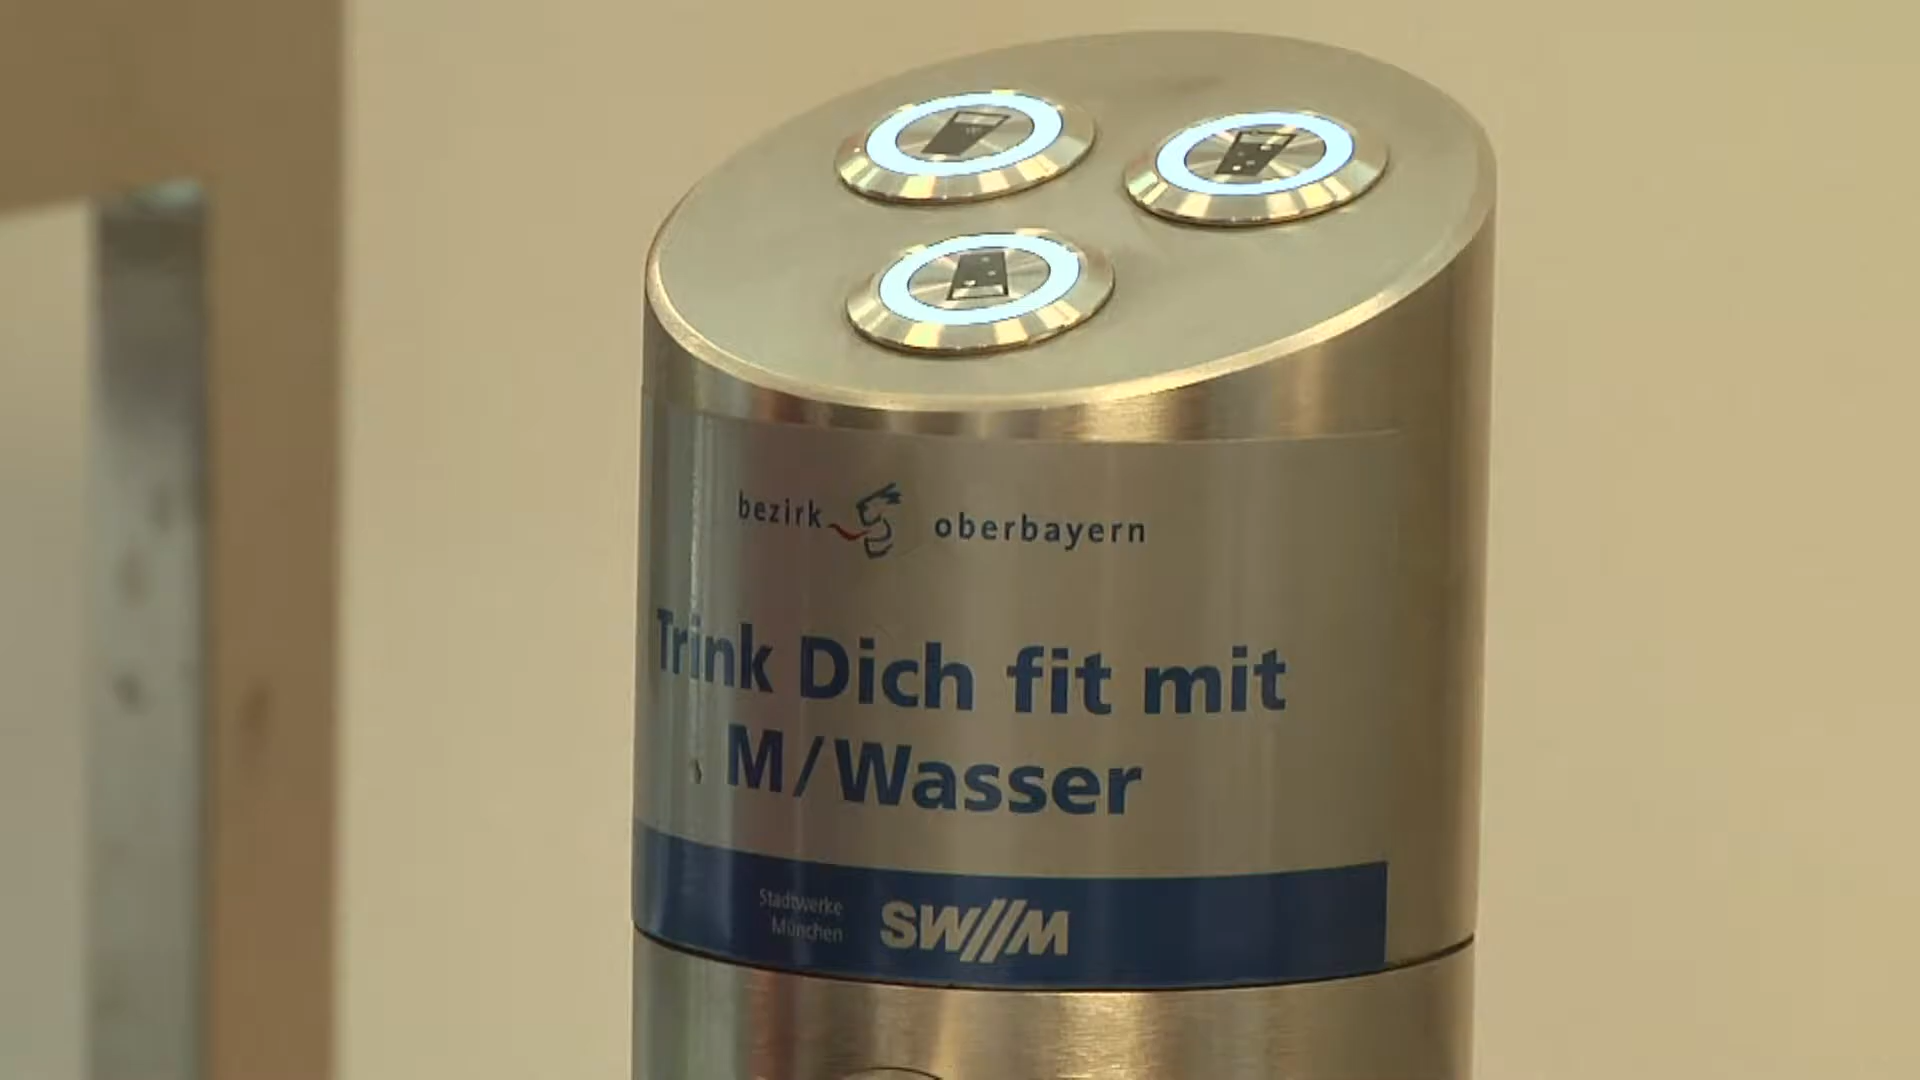 bezirk oberbayern
Trink Dich fit mit
M/Wasser
Stadtwerke
München
SW//M